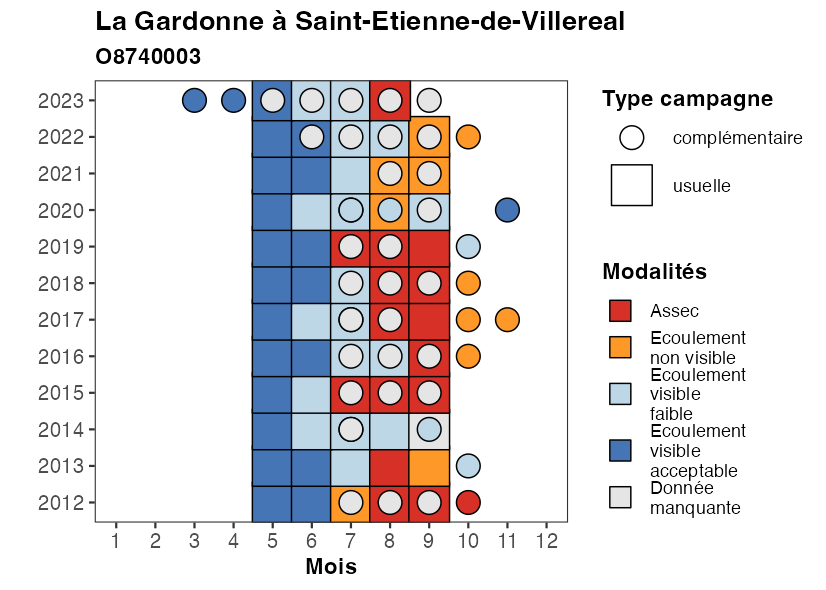 La Gardonne à Saint-Etienne-de-Villereal
O8740003
2023
2022
2021
2020
2019
2018
2017
2016
2015
2014
2013
2012
1 2 3 4 5 6 7 8 9 10 11 12
Mois
Type campagne
complémentaire
usuelle
Modalités
Assec
Ecoulement
non visible
Ecoulement
visible
faible
Ecoulement
visible
acceptable
Donnée
manquante